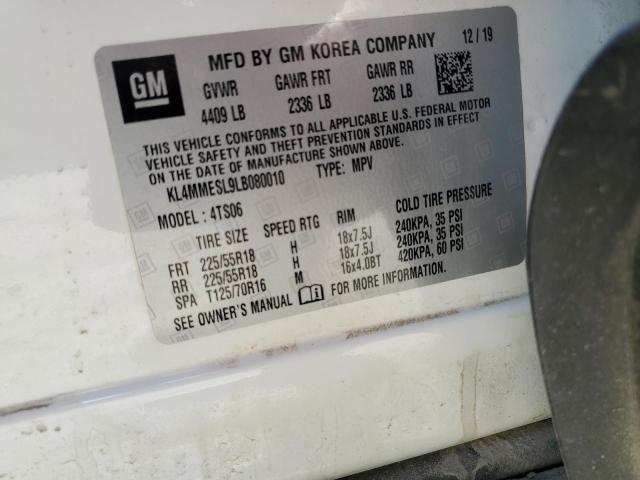 GM
MFD BY GM KOREA COMPANY 12/19
GVWR GAWR FRT GAWR RR
4409 LB 2336 LB 2336 LB
THIS VEHICLE CONFORMS TO ALL APPLICABLE U.S. FEDERAL MOTOR
VEHICLE SAFETY AND THEFT PREVENTION STANDARDS IN EFFECT
ON THE DATE OF MANUFACTURE SHOWN ABOVE.
KL4MMESL9LB080010 TYPE: MPV
MODEL: 4TS06
TIRE SIZE SPEED RTG RIM COLD TIRE PRESSURE
FRT 225/55R18 H 18x7.5J 240KPA, 35 PSI
RR 225/55R18 H 18x7.5J 240KPA, 35 PSI
SPA T125/70R16 M 16x4.0BT 420KPA, 60 PSI
SEE OWNER'S MANUAL FOR MORE INFORMATION.